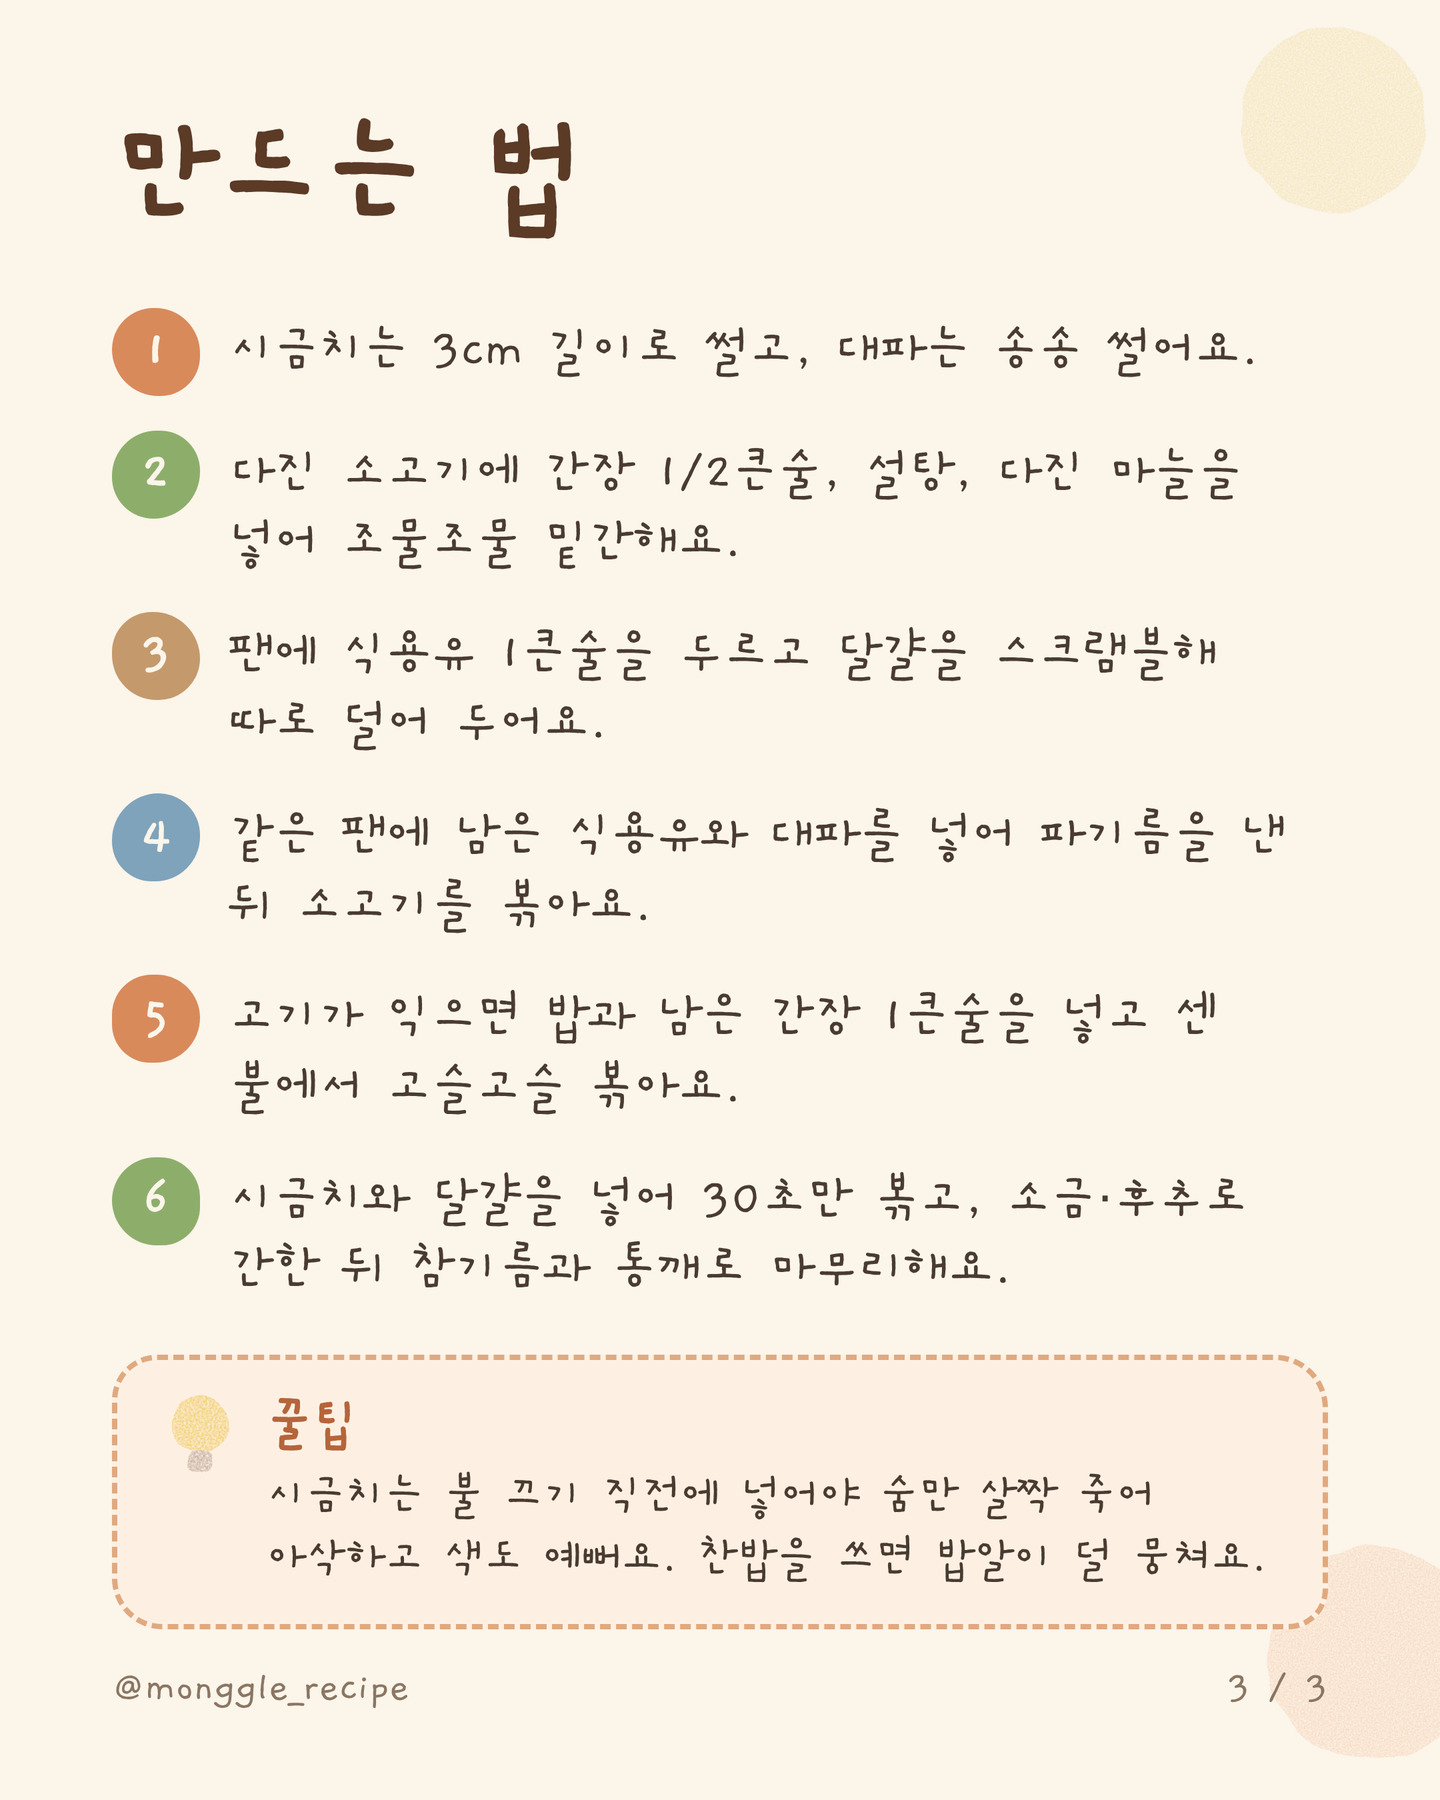 만드는 법
1 시금치는 3cm 길이로 썰고, 대파는 송송 썰어요.
2 다진 소고기에 간장 1/2큰술, 설탕, 다진 마늘을
넣어 조물조물 밑간해요.
3 팬에 식용유 1큰술을 두르고 달걀을 스크램블해
따로 덜어 두어요.
4 같은 팬에 남은 식용유와 대파를 넣어 파기름을 낸
뒤 소고기를 볶아요.
5 고기가 익으면 밥과 남은 간장 1큰술을 넣고 센
불에서 고슬고슬 볶아요.
6 시금치와 달걀을 넣어 30초만 볶고, 소금·후추로
간한 뒤 참기름과 통깨로 마무리해요.
꿀팁
시금치는 불 끄기 직전에 넣어야 숨만 살짝 죽어
아삭하고 색도 예뻐요. 찬밥을 쓰면 밥알이 덜 뭉쳐요.
@monggle_recipe
3 / 3